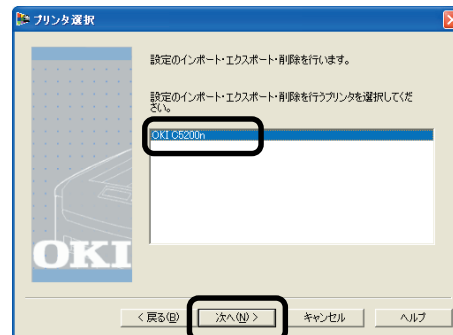 プリンタ選択
設定のインポート・エクスポート・削除を行います。
設定のインポート・エクスポート・削除を行うプリンタを選択してくだ
さい。
OKI C5200n
OKI
< 戻る(B)
次へ(N) >
キャンセル
ヘルプ